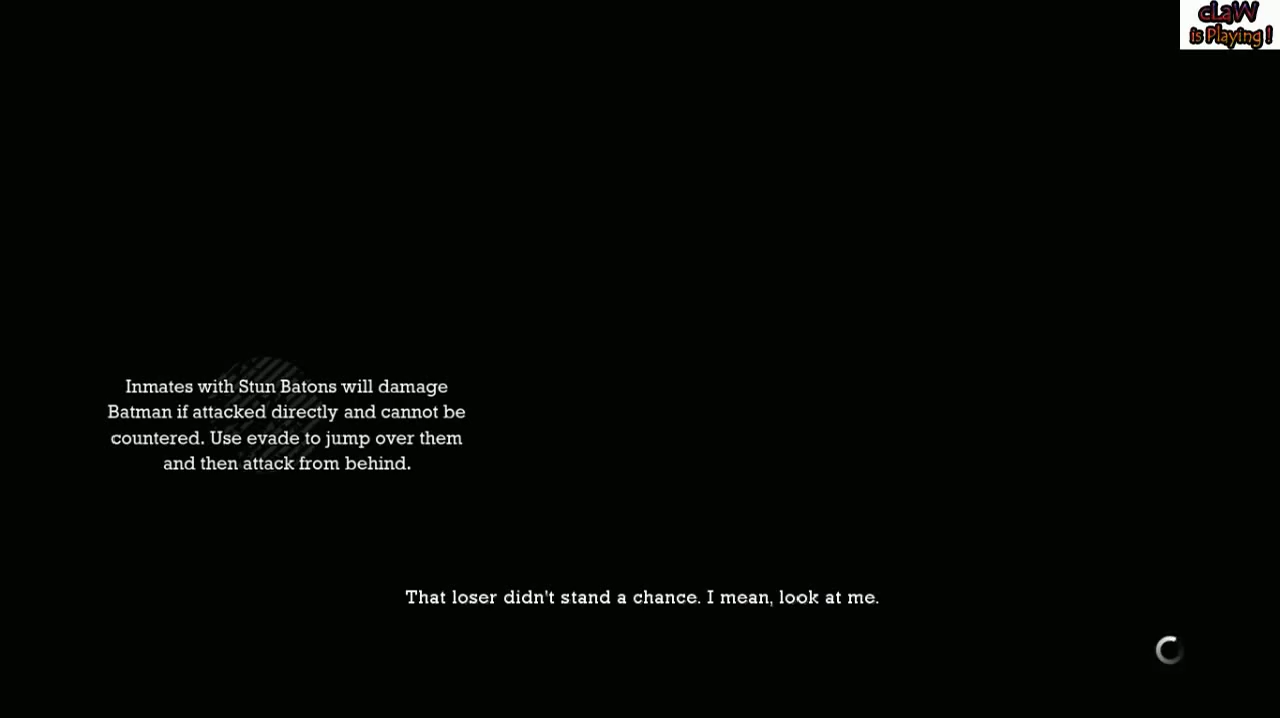 cLaW
is Playing !
Inmates with Stun Batons will damage
Batman if attacked directly and cannot be
countered. Use evade to jump over them
and then attack from behind.
That loser didn't stand a chance. I mean, look at me.